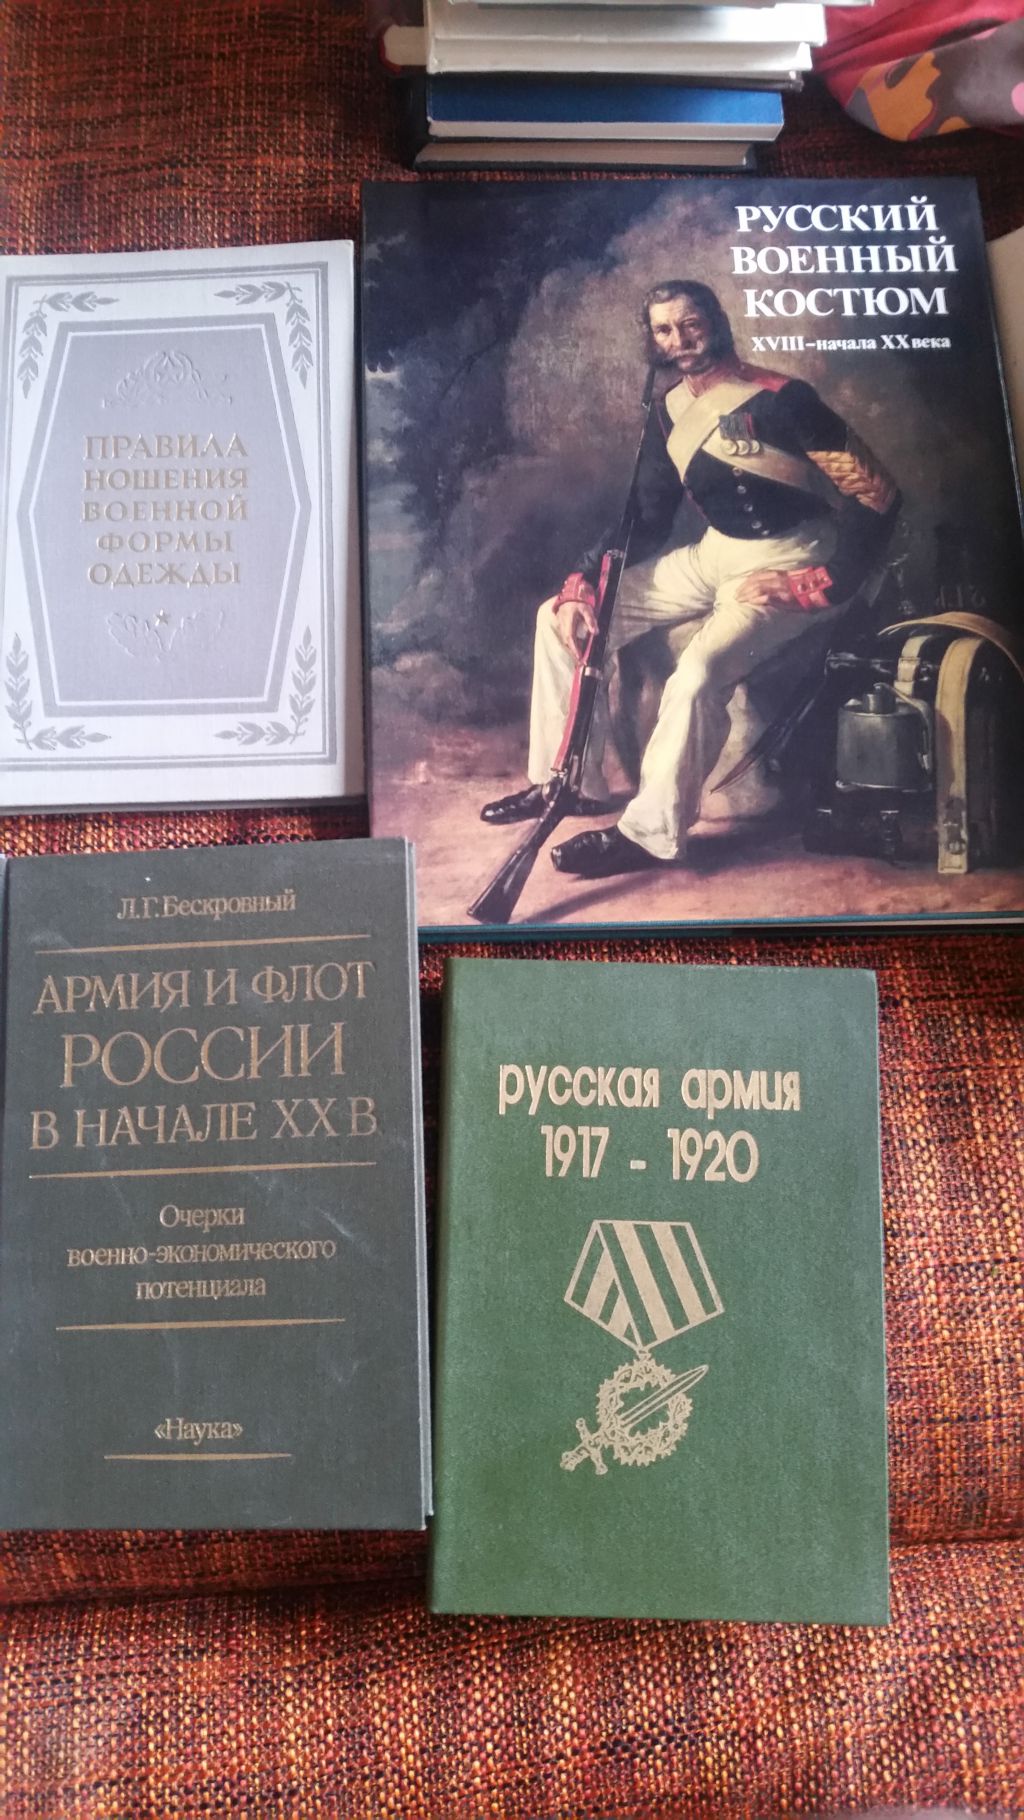 РУССКИЙ
ВОЕННЫЙ
КОСТЮМ
XVIII–начала XX века
ПРАВИЛА
НОШЕНИЯ
ВОЕННОЙ
ФОРМЫ
ОДЕЖДЫ
Л.Г.Бескровный
АРМИЯ И ФЛОТ
РОССИИ
В НАЧАЛЕ XX В
Очерки
военно-экономического
потенциала
«Наука»
русская армия
1917 - 1920